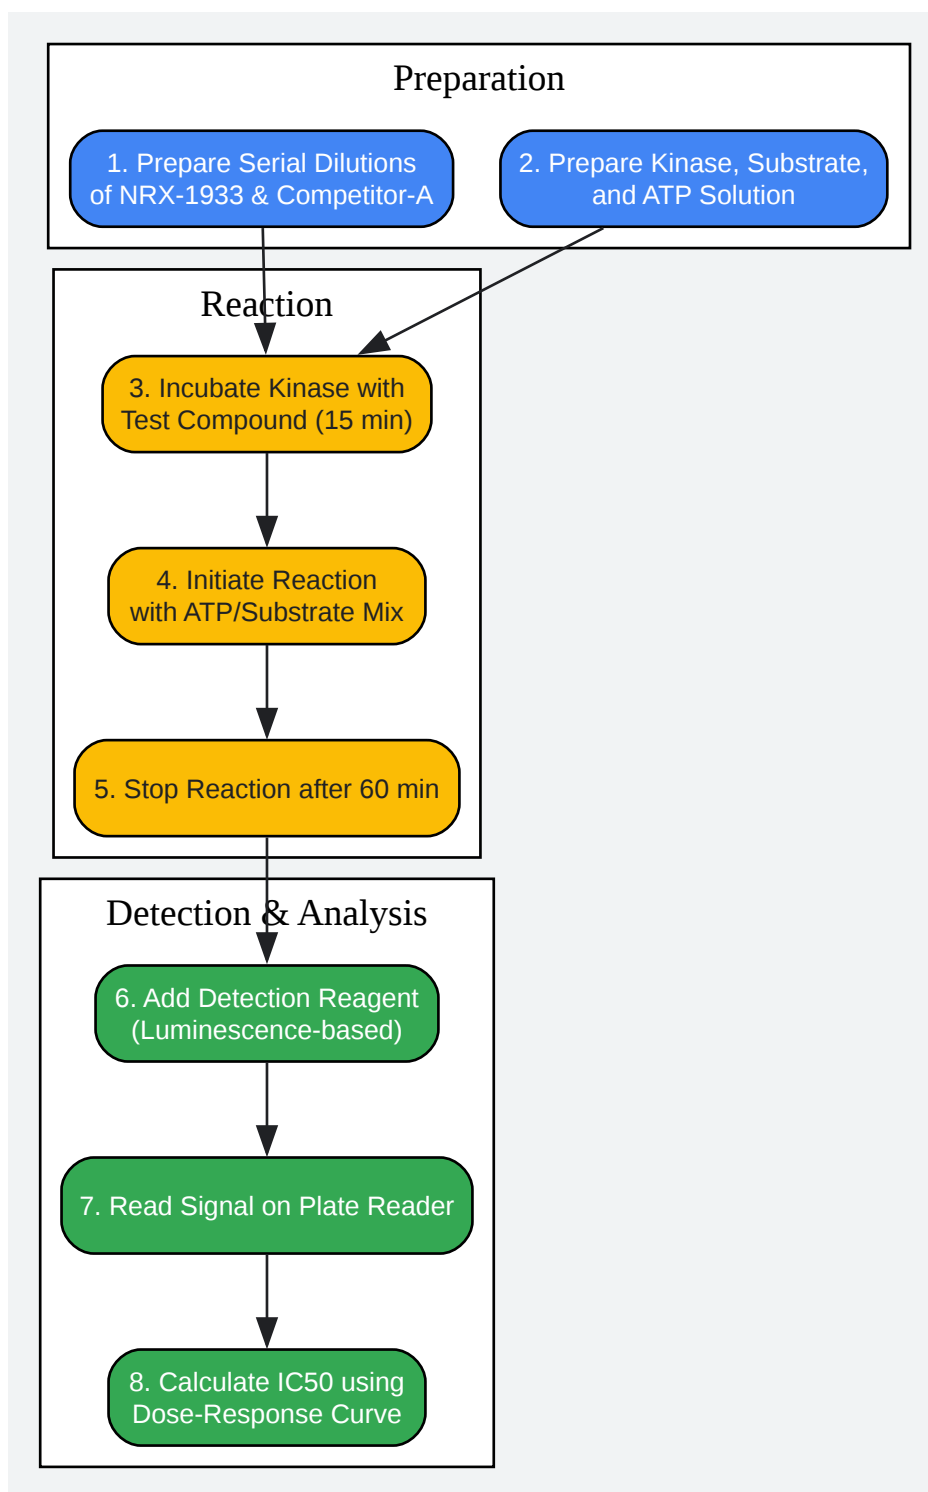 Preparation
1. Prepare Serial Dilutions
of NRX-1933 & Competitor-A
2. Prepare Kinase, Substrate,
and ATP Solution
Reaction
3. Incubate Kinase with
Test Compound (15 min)
4. Initiate Reaction
with ATP/Substrate Mix
5. Stop Reaction after 60 min
Detection & Analysis
6. Add Detection Reagent
(Luminescence-based)
7. Read Signal on Plate Reader
8. Calculate IC50 using
Dose-Response Curve